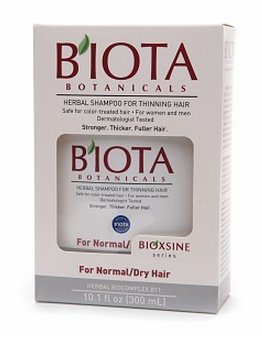 B'IOTA
BOTANICALS
HERBAL SHAMPOO FOR THINNING HAIR
Safe for color-treated hair • For women and men
Dermatologist Tested
Stronger. Thicker. Fuller Hair.
B'IOTA
BOTANICALS
HERBAL SHAMPOO FOR THINNING HAIR
Safe for color-treated hair • For women and men
Dermatologist Tested
Stronger. Thicker. Fuller Hair.
B'IOTA
For Normal/
BIOXSINE
series
For Normal/Dry Hair
HERBAL BIOCOMPLEX B11
10.1 fl oz (300 mL)